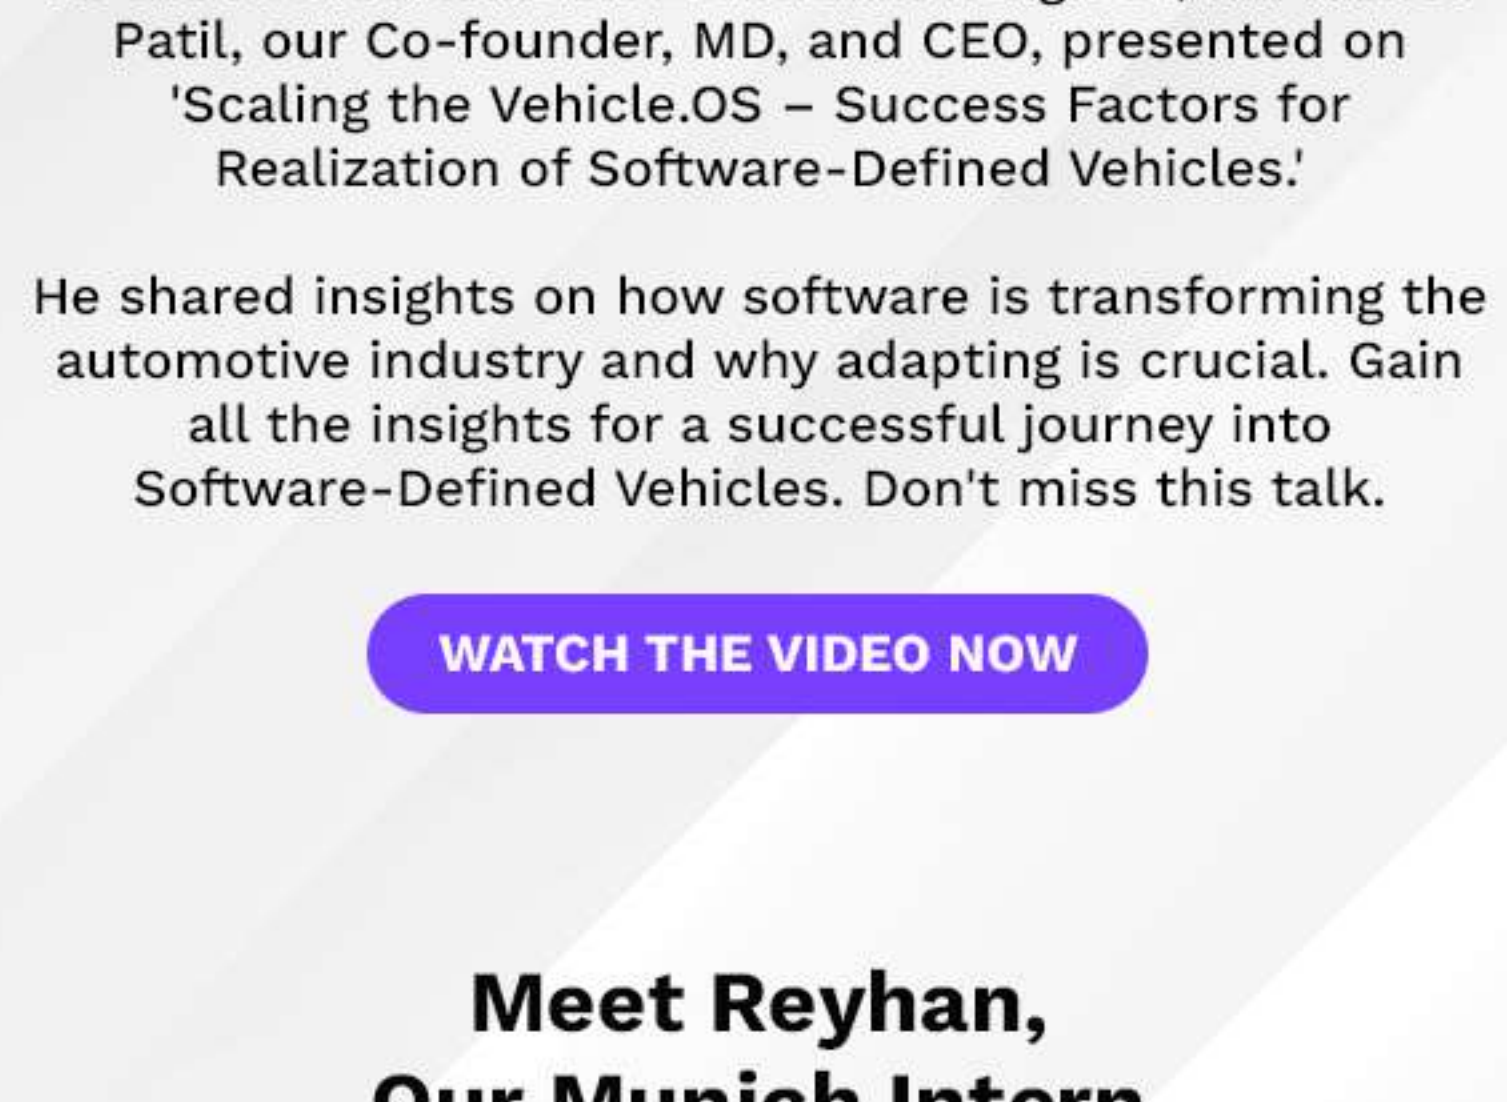 Patil, our Co-founder, MD, and CEO, presented on
'Scaling the Vehicle.OS – Success Factors for
Realization of Software-Defined Vehicles.'
He shared insights on how software is transforming the
automotive industry and why adapting is crucial. Gain
all the insights for a successful journey into
Software-Defined Vehicles. Don't miss this talk.
WATCH THE VIDEO NOW
Meet Reyhan,
Our Munich Intern